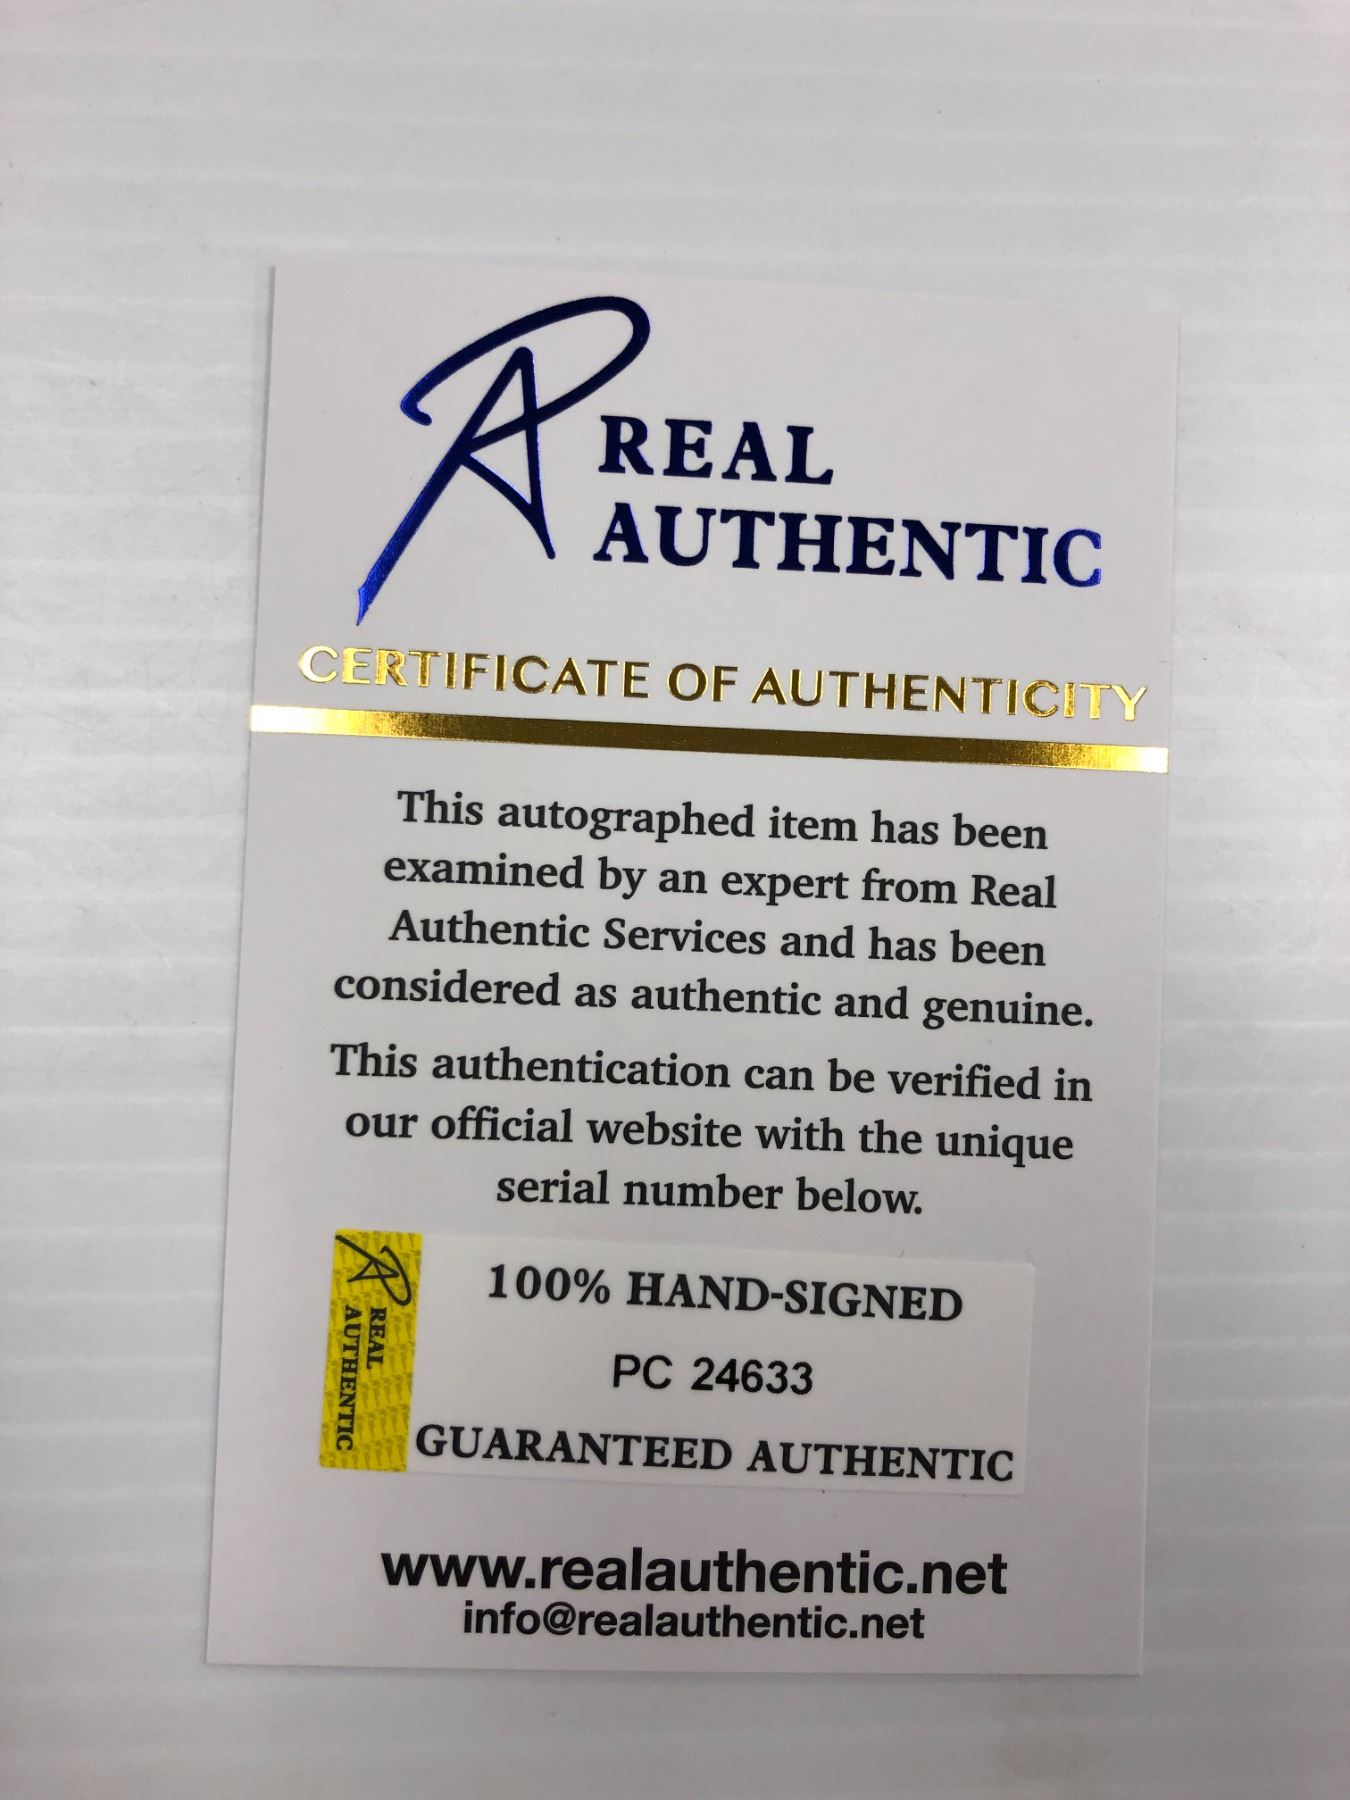 REAL
AUTHENTIC
CERTIFICATE OF AUTHENTICITY
This autographed item has been
examined by an expert from Real
Authentic Services and has been
considered as authentic and genuine.
This authentication can be verified in
our official website with the unique
serial number below.
REAL
AUTHENTIC
100% HAND-SIGNED
PC 24633
GUARANTEED AUTHENTIC
www.realauthentic.net
info@realauthentic.net